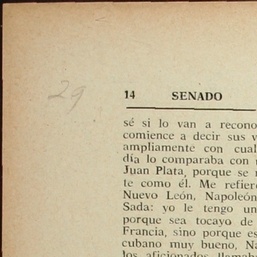 29
14 SENADO
sé si lo van a recono
comience a decir sus v
ampliamente con cual
día lo comparaba con
Juan Plata, porque se
te como él. Me refier
Nuevo León, Napoleón
Sada: yo le tengo un
porque sea tocayo de
Francia, sino porque es
cubano muy bueno, Na
los aficionados llamab